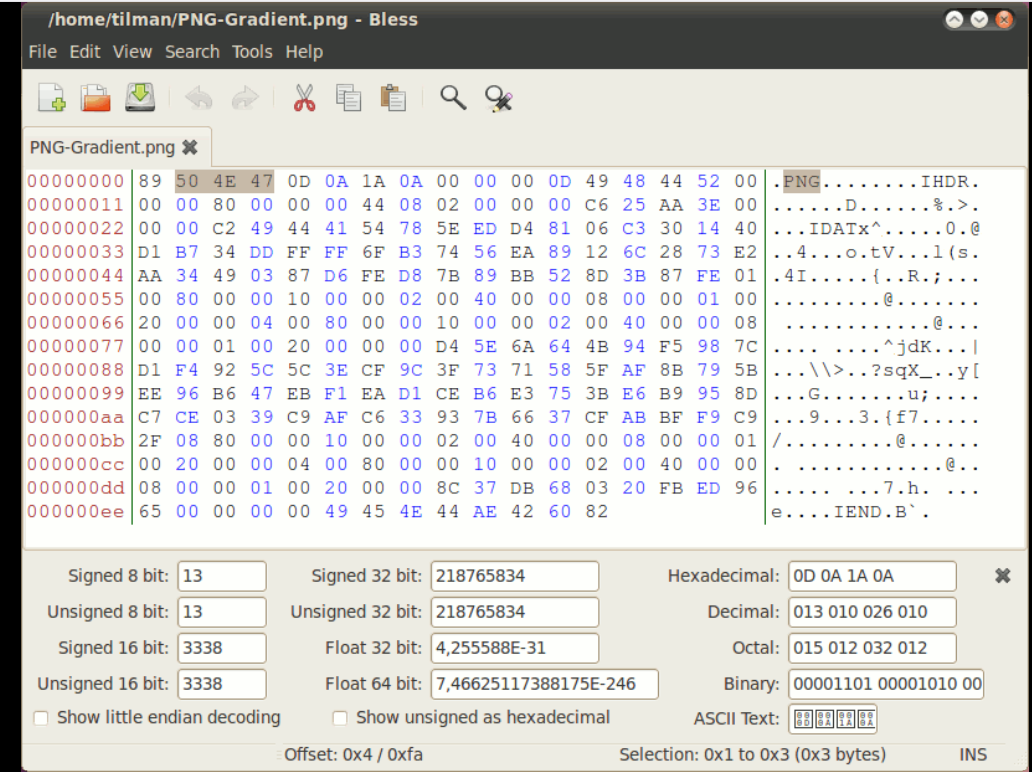 /home/tilman/PNG-Gradient.png - Bless
File Edit View Search Tools Help
PNG-Gradient.png
00000000 89 50 4E 47 0D 0A 1A 0A 00 00 00 0D 49 48 44 52 00 .PNG........IHDR.
00000011 00 00 80 00 00 00 44 08 02 00 00 00 C6 25 AA 3E 00 ......D......%.>.
00000022 00 00 C2 49 44 41 54 78 5E ED D4 81 06 C3 30 14 40 ...IDATx^.....0.@
00000033 D1 B7 34 DD FF FF 6F B3 74 56 EA 89 12 6C 28 73 E2 ..4...o.tV...l(s.
00000044 AA 34 49 03 87 D6 FE D8 7B 89 BB 52 8D 3B 87 FE 01 .4I.....{..R.;...
00000055 00 80 00 00 10 00 00 02 00 40 00 00 08 00 00 01 00 .........@.......
00000066 20 00 00 04 00 80 00 00 10 00 00 02 00 40 00 00 08 ............@...
00000077 00 00 01 00 20 00 00 00 D4 5E 6A 64 4B 94 F5 98 7C .... ....^jdK...|
00000088 D1 F4 92 5C 5C 3E CF 9C 3F 73 71 58 5F AF 8B 79 5B ...\\>..?sqX_..y[
00000099 EE 96 B6 47 EB F1 EA D1 CE B6 E3 75 3B E6 B9 95 8D ...G.......u;....
000000aa C7 CE 03 39 C9 AF C6 33 93 7B 66 37 CF AB BF F9 C9 ...9...3.{f7.....
000000bb 2F 08 80 00 00 10 00 00 02 00 40 00 00 08 00 00 01 /.........@......
000000cc 00 20 00 00 04 00 80 00 00 10 00 00 02 00 40 00 00 . ............@..
000000dd 08 00 00 01 00 20 00 00 8C 37 DB 68 03 20 FB ED 96 ..... ...7.h. ...
000000ee 65 00 00 00 00 49 45 4E 44 AE 42 60 82 e....IEND.B`.
Signed 8 bit: 13 Signed 32 bit: 218765834 Hexadecimal: 0D 0A 1A 0A
Unsigned 8 bit: 13 Unsigned 32 bit: 218765834 Decimal: 013 010 026 010
Signed 16 bit: 3338 Float 32 bit: 4,255588E-31 Octal: 015 012 032 012
Unsigned 16 bit: 3338 Float 64 bit: 7,46625117388175E-246 Binary: 00001101 00001010 00
Show little endian decoding Show unsigned as hexadecimal ASCII Text:
Offset: 0x4 / 0xfa Selection: 0x1 to 0x3 (0x3 bytes) INS